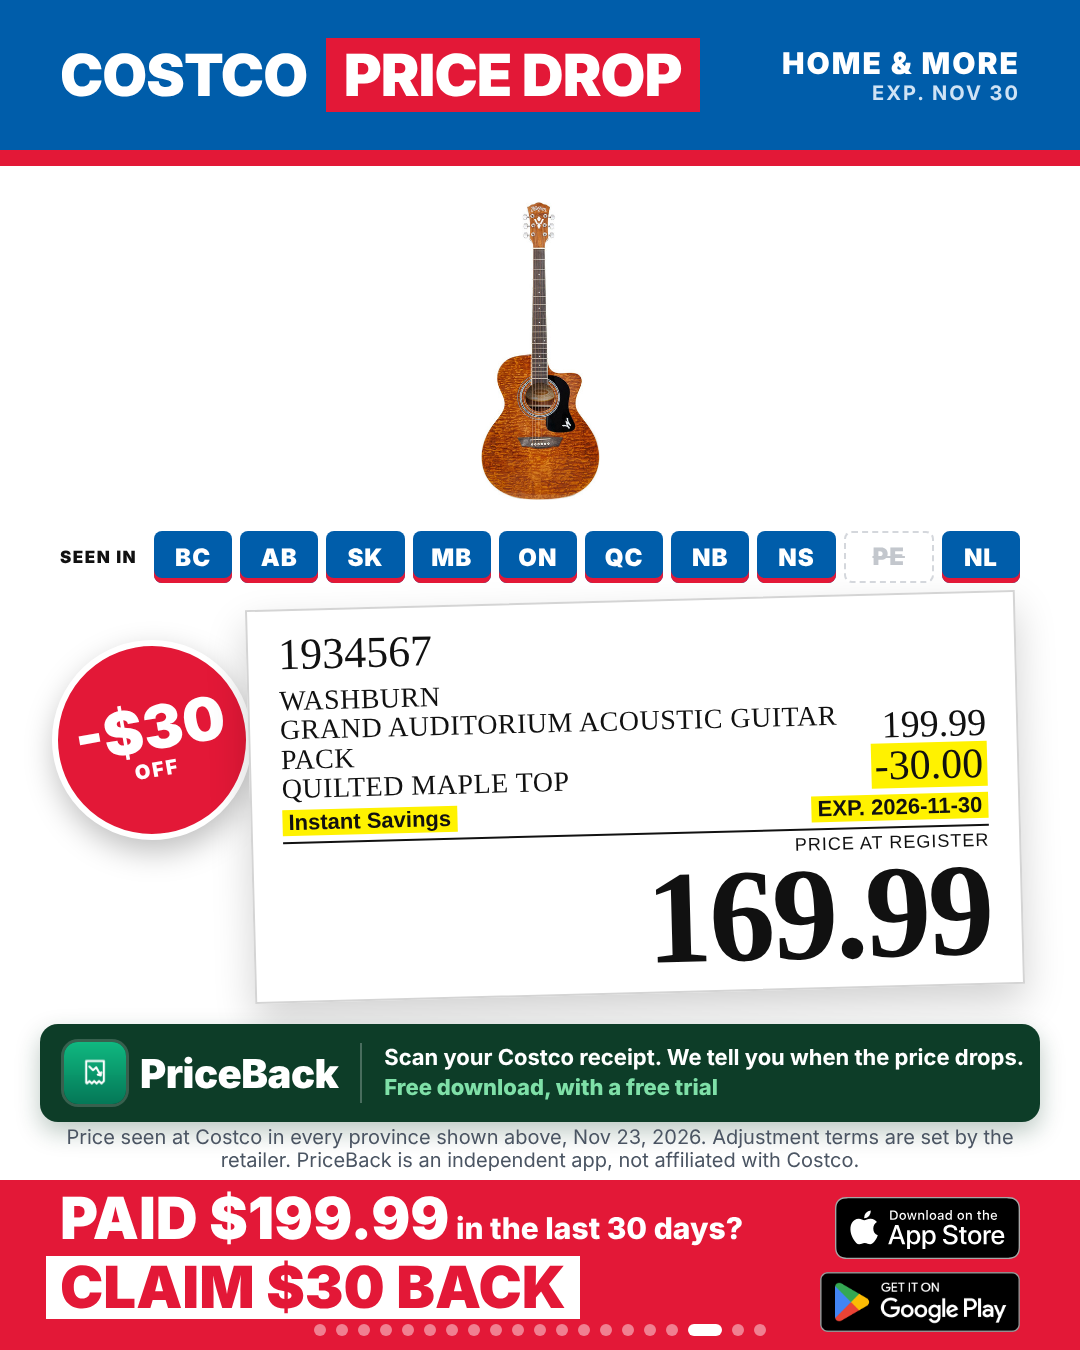 COSTCO PRICE DROP
HOME & MORE
EXP. NOV 30
SEEN IN BC AB SK MB ON QC NB NS PE NL
-$30
OFF
1934567
WASHBURN
GRAND AUDITORIUM ACOUSTIC GUITAR
PACK
QUILTED MAPLE TOP
Instant Savings
199.99
-30.00
EXP. 2026-11-30
PRICE AT REGISTER
169.99
PriceBack
Scan your Costco receipt. We tell you when the price drops.
Free download, with a free trial
Price seen at Costco in every province shown above, Nov 23, 2026. Adjustment terms are set by the
retailer. PriceBack is an independent app, not affiliated with Costco.
PAID $199.99 in the last 30 days?
CLAIM $30 BACK
Download on the
App Store
GET IT ON
Google Play